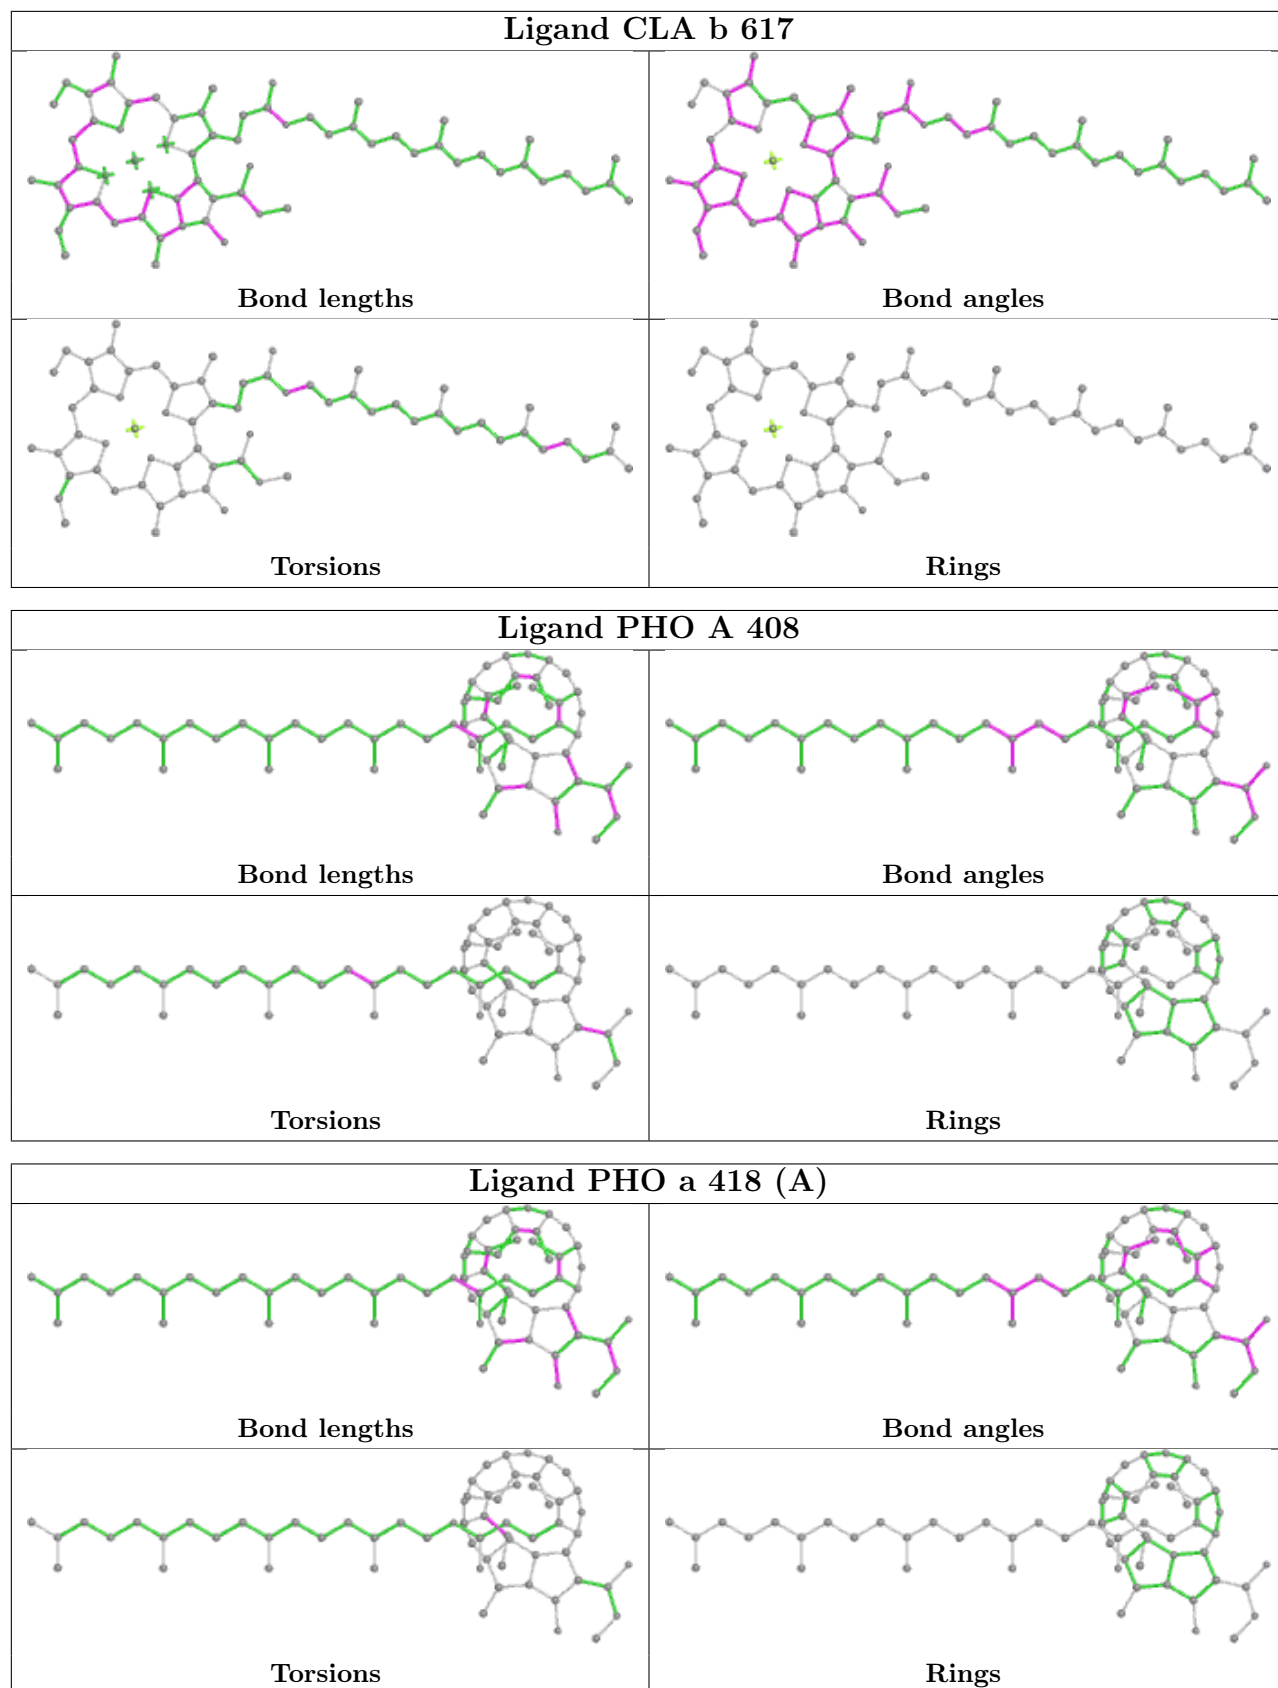 Ligand CLA b 617
Bond lengths
Bond angles
Torsions
Rings
Ligand PHO A 408
Bond lengths
Bond angles
Torsions
Rings
Ligand PHO a 418 (A)
Bond lengths
Bond angles
Torsions
Rings